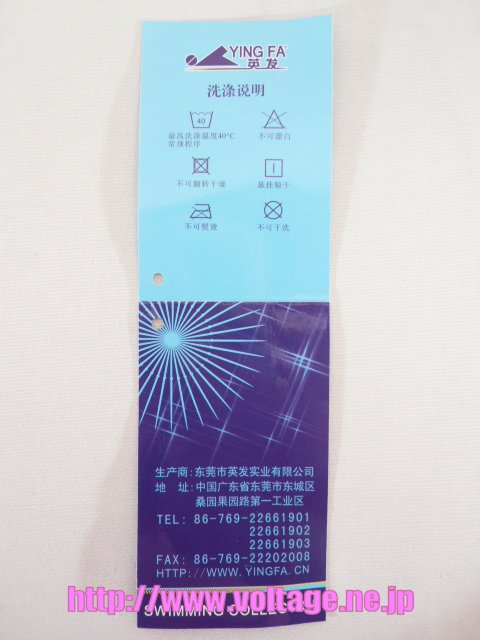 YING FA
英发
洗涤说明
40
最高洗涤温度40°C
常规程序
不可漂白
不可翻转干燥
悬挂晾干
不可熨烫
不可干洗
生产商:东莞市英发实业有限公司
地 址:中国广东省东莞市东城区
桑园果园路第一工业区
TEL: 86-769-22661901
22661902
22661903
FAX: 86-769-22202008
HTTP://WWW.YINGFA.CN
http://www.voltage.ne.jp
SWIMMING